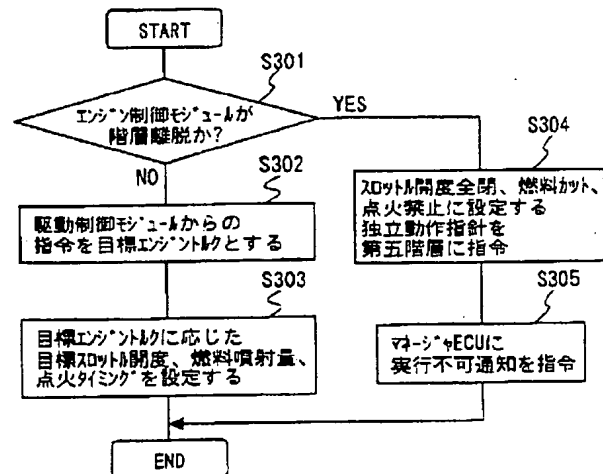 START
S301
エンジン制御モジュールが
階層離脱か?
YES
NO
S302
駆動制御モジュールからの
指令を目標エンジントルクとする
S303
目標エンジントルクに応じた
目標スロットル開度、燃料噴射量、
点火タイミングを設定する
S304
スロットル開度全閉、燃料カット、
点火禁止に設定する
独立動作指針を
第五階層に指令
S305
マネージャECUに
実行不可通知を指令
END